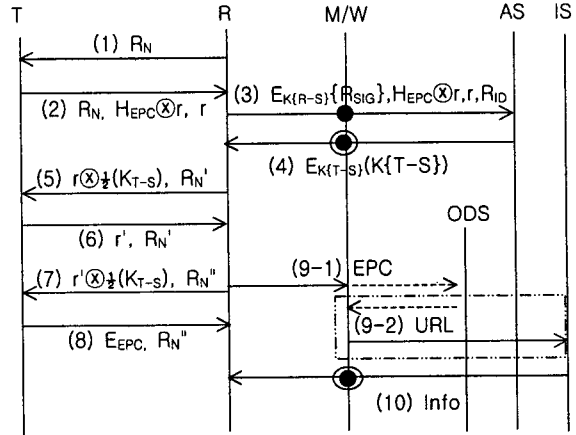 T R M/W AS IS
(1) R_N
(2) R_N, H_EPC⊗r, r
(3) E_K{R-S}{R_SIG},H_EPC⊗r,r,R_ID
(4) E_K{T-S}(K{T-S})
(5) r⊗½(K_T-S), R_N'
ODS
(6) r', R_N'
(9-1) EPC
(7) r'⊗½(K_T-S), R_N"
(9-2) URL
(8) E_EPC, R_N"
(10) Info